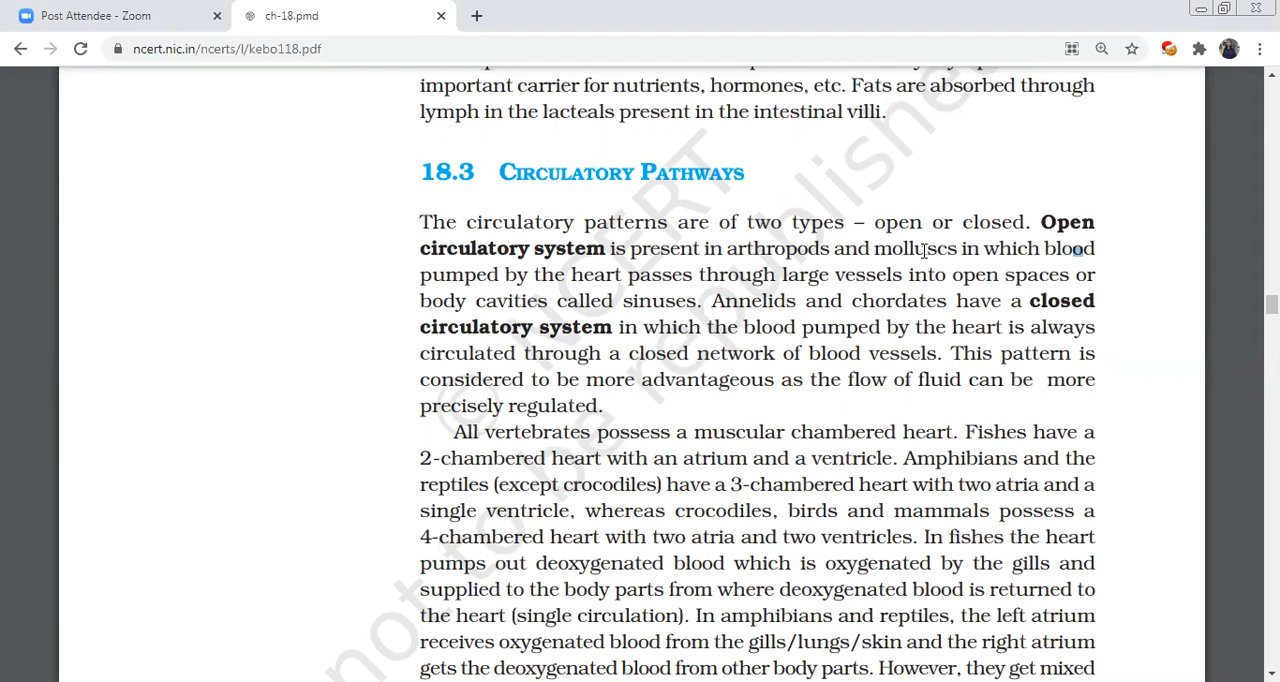 Post Attendee - Zoom
ch-18.pmd
ncert.nic.in/ncerts/l/kebo118.pdf
important carrier for nutrients, hormones, etc. Fats are absorbed through
lymph in the lacteals present in the intestinal villi.
18.3 CIRCULATORY PATHWAYS
The circulatory patterns are of two types – open or closed. Open
circulatory system is present in arthropods and molluscs in which blood
pumped by the heart passes through large vessels into open spaces or
body cavities called sinuses. Annelids and chordates have a closed
circulatory system in which the blood pumped by the heart is always
circulated through a closed network of blood vessels. This pattern is
considered to be more advantageous as the flow of fluid can be more
precisely regulated.
All vertebrates possess a muscular chambered heart. Fishes have a
2-chambered heart with an atrium and a ventricle. Amphibians and the
reptiles (except crocodiles) have a 3-chambered heart with two atria and a
single ventricle, whereas crocodiles, birds and mammals possess a
4-chambered heart with two atria and two ventricles. In fishes the heart
pumps out deoxygenated blood which is oxygenated by the gills and
supplied to the body parts from where deoxygenated blood is returned to
the heart (single circulation). In amphibians and reptiles, the left atrium
receives oxygenated blood from the gills/lungs/skin and the right atrium
gets the deoxygenated blood from other body parts. However, they get mixed
© NCERT
not to be republished